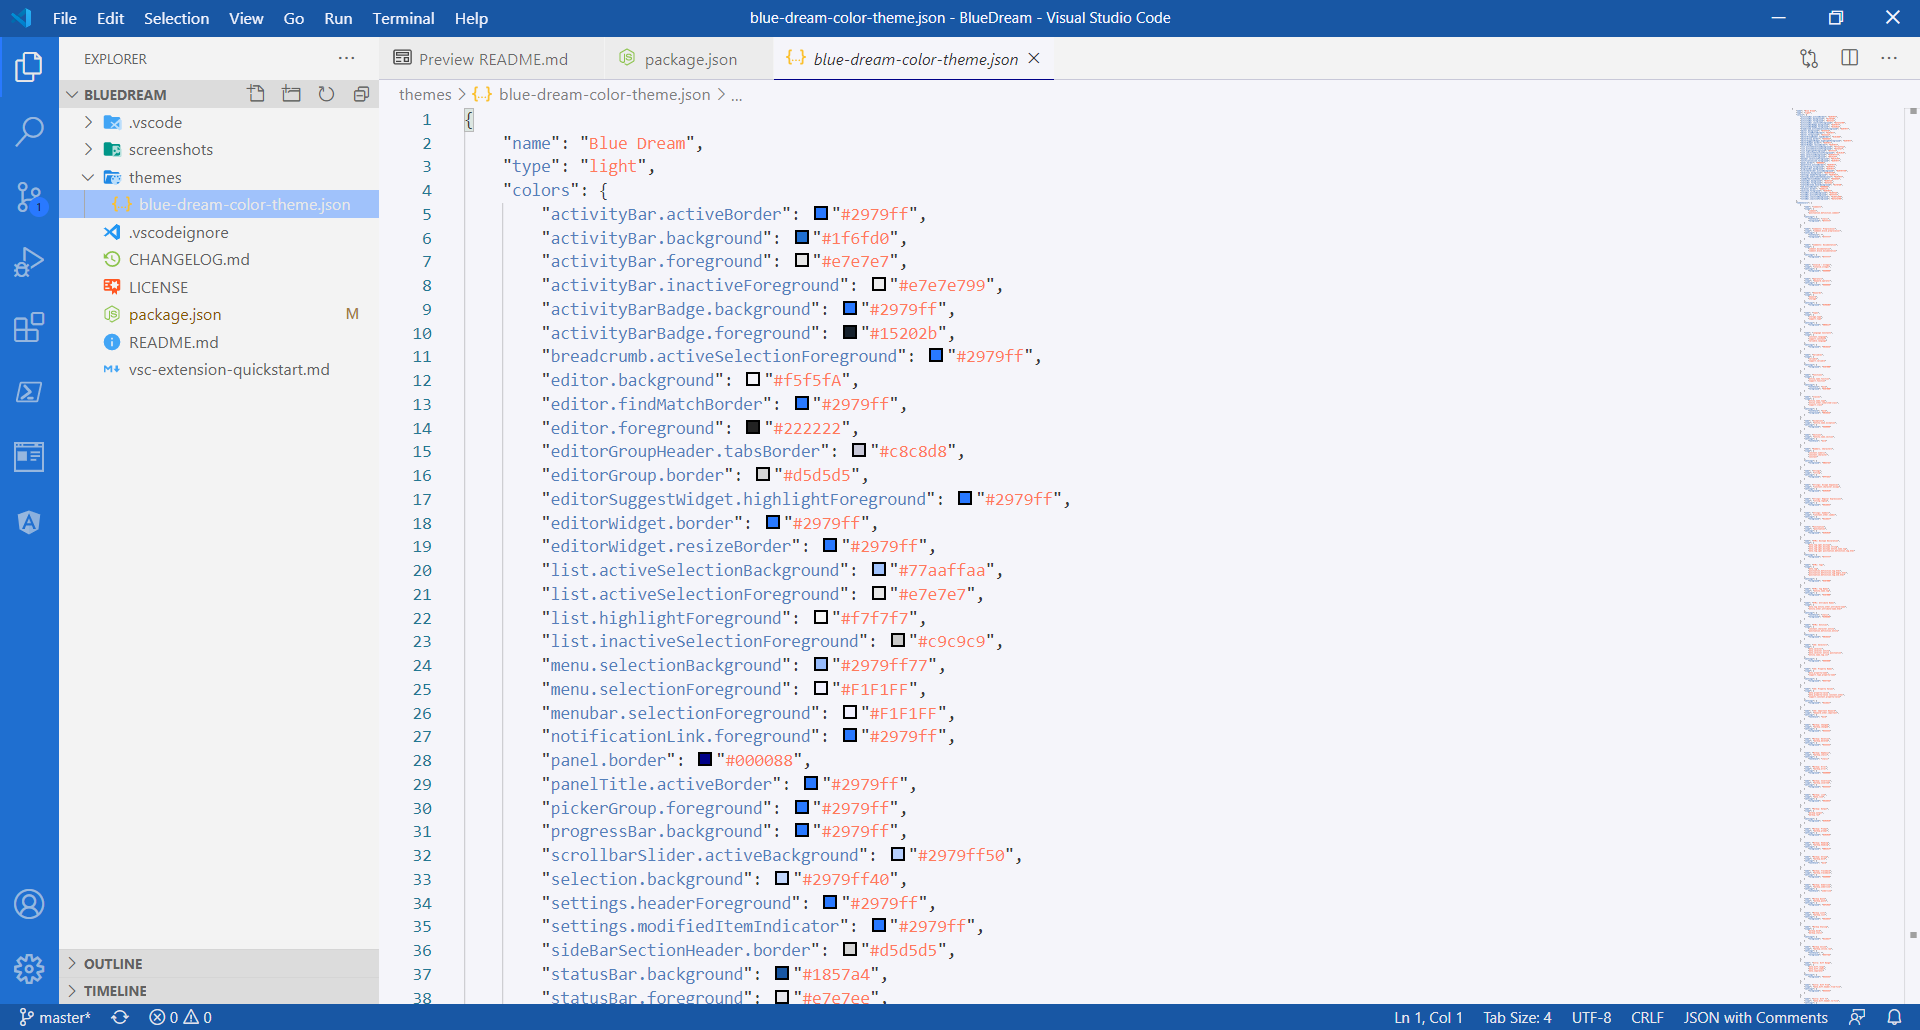 File Edit Selection View Go Run Terminal Help
blue-dream-color-theme.json - BlueDream - Visual Studio Code
EXPLORER
Preview README.md
package.json
blue-dream-color-theme.json
BLUEDREAM
themes > {..} blue-dream-color-theme.json > ...
.vscode
screenshots
themes
{..} blue-dream-color-theme.json
.vscodeignore
CHANGELOG.md
LICENSE
package.json M
README.md
vsc-extension-quickstart.md
OUTLINE
TIMELINE
1
1 {
2 "name": "Blue Dream",
3 "type": "light",
4 "colors": {
5 "activityBar.activeBorder": "#2979ff",
6 "activityBar.background": "#1f6fd0",
7 "activityBar.foreground": "#e7e7e7",
8 "activityBar.inactiveForeground": "#e7e7e799",
9 "activityBarBadge.background": "#2979ff",
10 "activityBarBadge.foreground": "#15202b",
11 "breadcrumb.activeSelectionForeground": "#2979ff",
12 "editor.background": "#f5f5fA",
13 "editor.findMatchBorder": "#2979ff",
14 "editor.foreground": "#222222",
15 "editorGroupHeader.tabsBorder": "#c8c8d8",
16 "editorGroup.border": "#d5d5d5",
17 "editorSuggestWidget.highlightForeground": "#2979ff",
18 "editorWidget.border": "#2979ff",
19 "editorWidget.resizeBorder": "#2979ff",
20 "list.activeSelectionBackground": "#77aaffaa",
21 "list.activeSelectionForeground": "#e7e7e7",
22 "list.highlightForeground": "#f7f7f7",
23 "list.inactiveSelectionForeground": "#c9c9c9",
24 "menu.selectionBackground": "#2979ff77",
25 "menu.selectionForeground": "#F1F1FF",
26 "menubar.selectionForeground": "#F1F1FF",
27 "notificationLink.foreground": "#2979ff",
28 "panel.border": "#000088",
29 "panelTitle.activeBorder": "#2979ff",
30 "pickerGroup.foreground": "#2979ff",
31 "progressBar.background": "#2979ff",
32 "scrollbarSlider.activeBackground": "#2979ff50",
33 "selection.background": "#2979ff40",
34 "settings.headerForeground": "#2979ff",
35 "settings.modifiedItemIndicator": "#2979ff",
36 "sideBarSectionHeader.border": "#d5d5d5",
37 "statusBar.background": "#1857a4",
38 "statusBar.foreground": "#e7e7ee",
master* 0 0
Ln 1, Col 1 Tab Size: 4 UTF-8 CRLF JSON with Comments